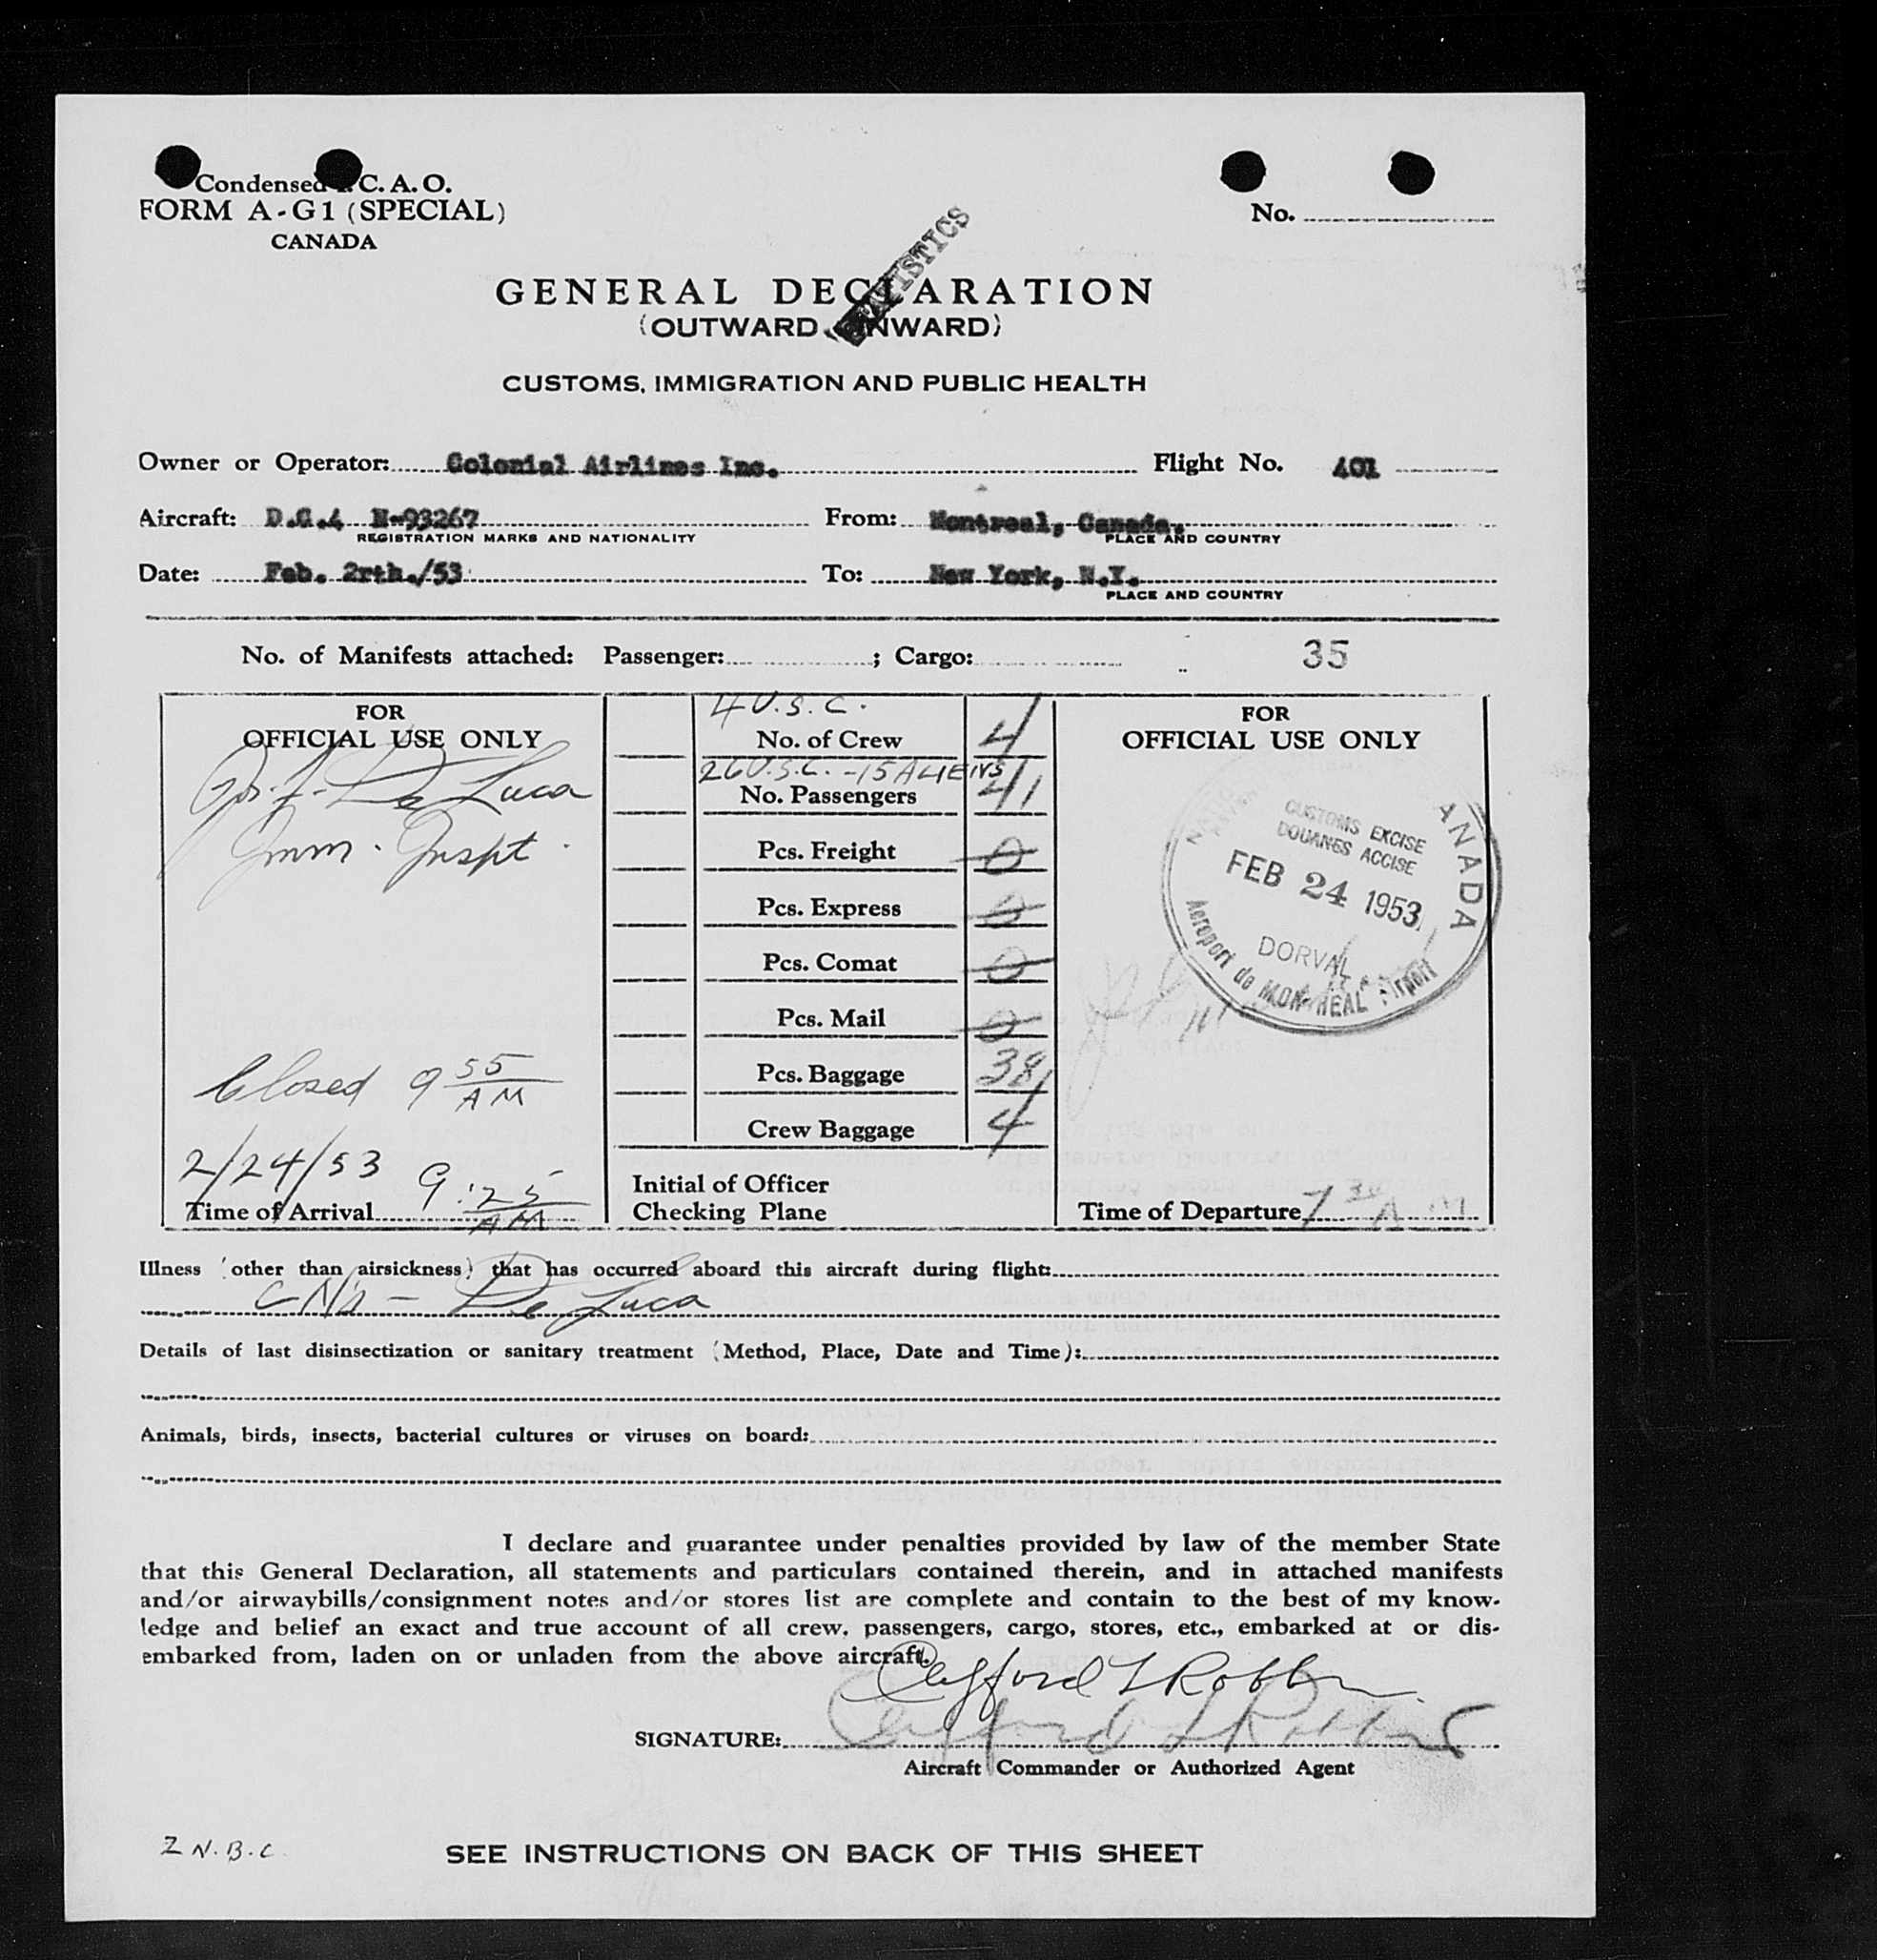 Condensed I. C. A. O.
FORM A-G1 (SPECIAL)
CANADA
No.
STATISTICS
GENERAL DECLARATION
(OUTWARD INWARD)
CUSTOMS, IMMIGRATION AND PUBLIC HEALTH
Owner or Operator: Colonial Airlines Inc. Flight No. 401
Aircraft: D.C.4 N-93267 From: Montreal, Canada.
REGISTRATION MARKS AND NATIONALITY PLACE AND COUNTRY
Date: Feb. 2rth./53 To: New York, N.Y.
PLACE AND COUNTRY
No. of Manifests attached: Passenger: ; Cargo: 35
FOR
OFFICIAL USE ONLY
De Luca
Imm. Inspt.
Closed 9 55 AM
2/24/53 9:25 AM
Time of Arrival
4 U.S.C.
No. of Crew 4
26 U.S.C. - 15 ALIENS
No. Passengers 41
Pcs. Freight 0
Pcs. Express 0
Pcs. Comat 0
Pcs. Mail 0
Pcs. Baggage 38
Crew Baggage 4
Initial of Officer
Checking Plane
FOR
OFFICIAL USE ONLY
CANADA
CUSTOMS EXCISE
DOUANES ACCISE
FEB 24 1953
DORVAL
Aeroport de MONTREAL Airport
Time of Departure 7 30 A M
Illness (other than airsickness) that has occurred aboard this aircraft during flight:
De Luca
Details of last disinsectization or sanitary treatment (Method, Place, Date and Time):
Animals, birds, insects, bacterial cultures or viruses on board:
I declare and guarantee under penalties provided by law of the member State
that this General Declaration, all statements and particulars contained therein, and in attached manifests
and/or airwaybills/consignment notes and/or stores list are complete and contain to the best of my know-
ledge and belief an exact and true account of all crew, passengers, cargo, stores, etc., embarked at or dis-
embarked from, laden on or unladen from the above aircraft.
Clifford L Robbins
SIGNATURE: Clifford L Robbins
Aircraft Commander or Authorized Agent
2 N.B.C.
SEE INSTRUCTIONS ON BACK OF THIS SHEET